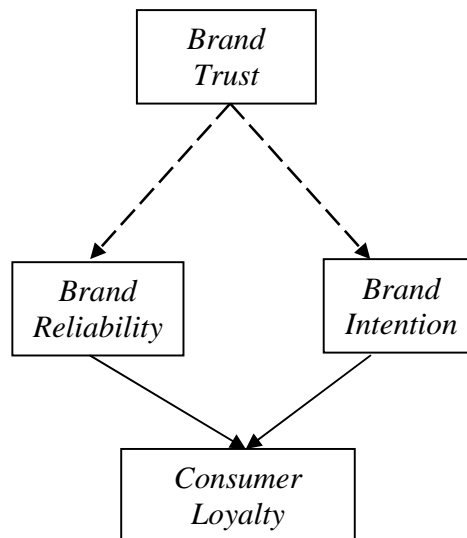 Brand
Trust
Brand
Reliability
Brand
Intention
Consumer
Loyalty